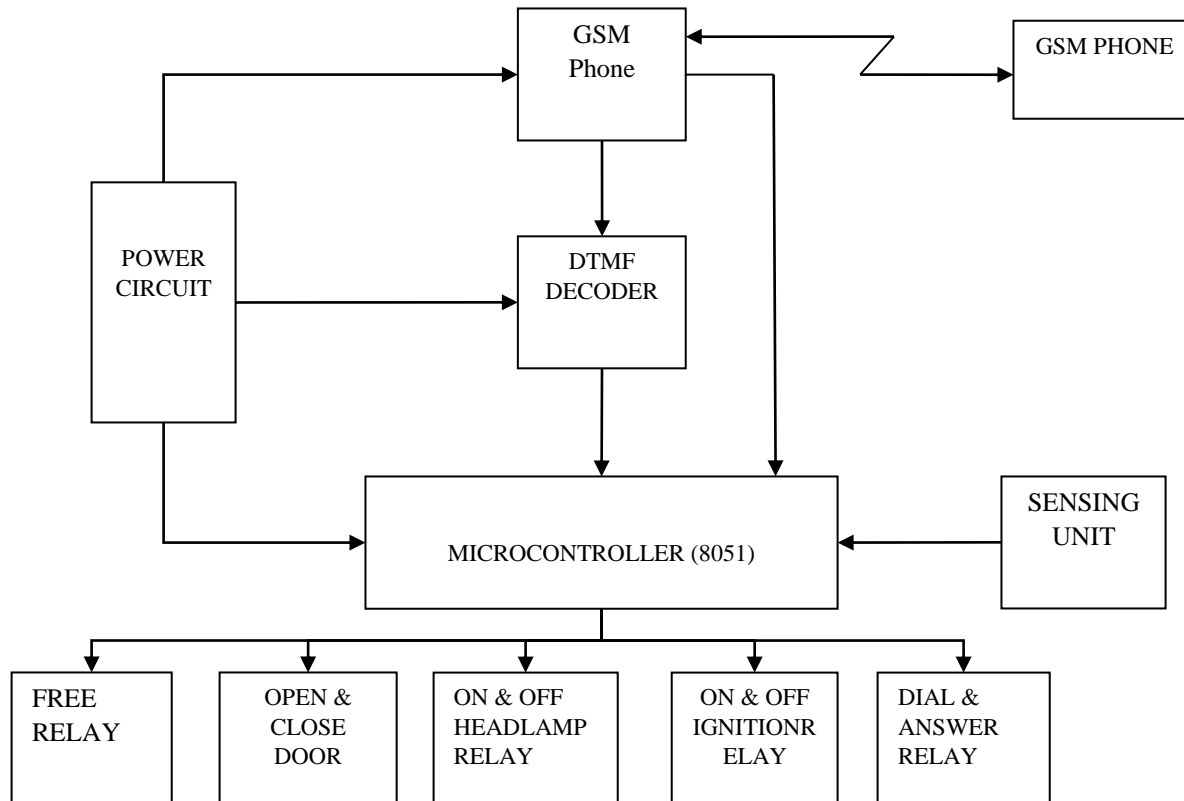 GSM
Phone
GSM PHONE
POWER
CIRCUIT
DTMF
DECODER
MICROCONTROLLER (8051)
SENSING
UNIT
FREE
RELAY
OPEN &
CLOSE
DOOR
ON & OFF
HEADLAMP
RELAY
ON & OFF
IGNITIONR
ELAY
DIAL &
ANSWER
RELAY